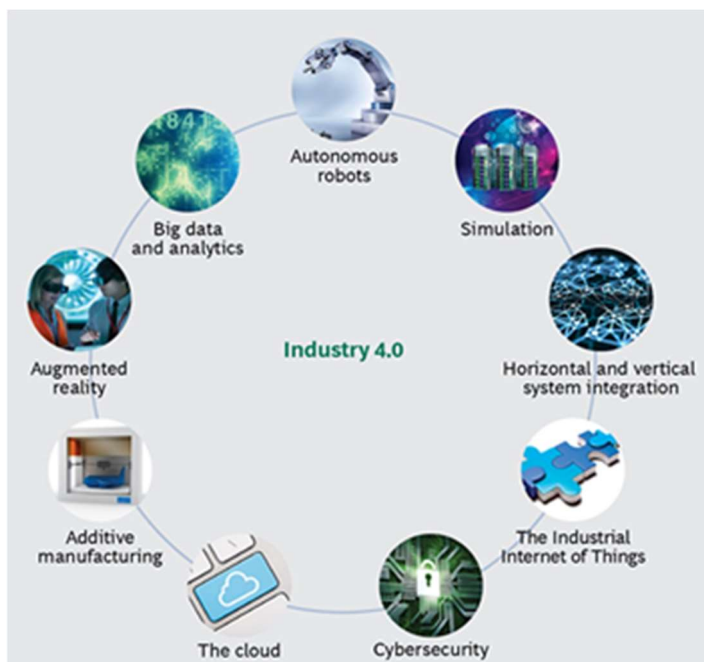 Autonomous
robots
Simulation
Horizontal and vertical
system integration
The Industrial
Internet of Things
Cybersecurity
The cloud
Additive
manufacturing
Augmented
reality
Big data
and analytics
Industry 4.0